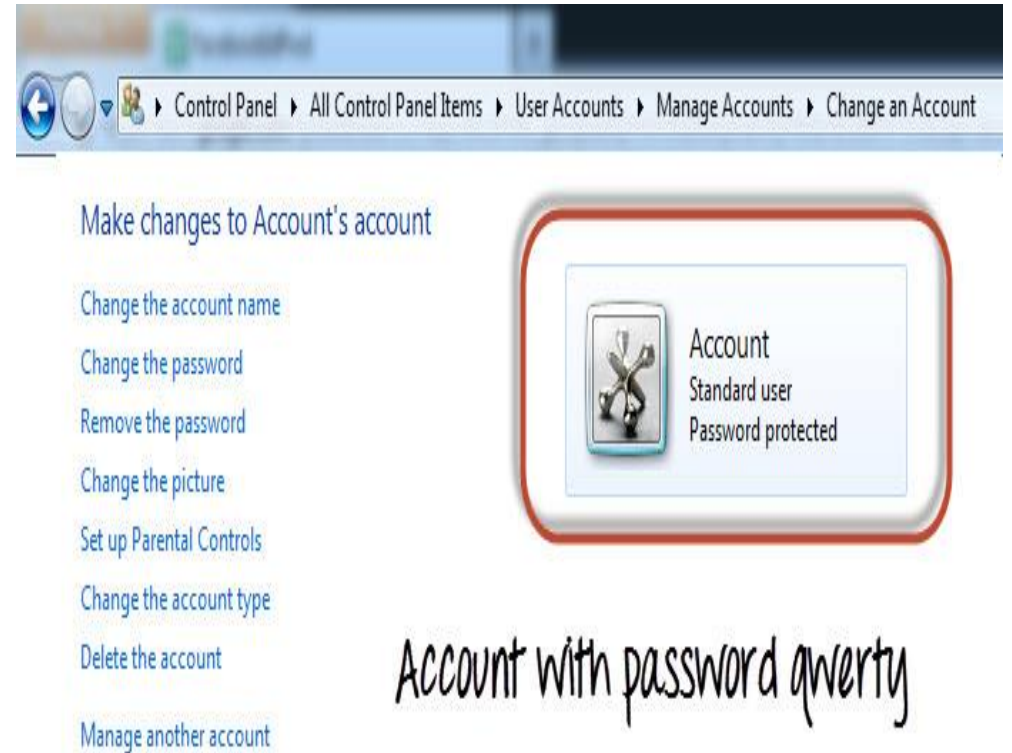 Control Panel All Control Panel Items User Accounts Manage Accounts Change an Account
Make changes to Account's account
Change the account name
Change the password
Remove the password
Change the picture
Set up Parental Controls
Change the account type
Delete the account
Manage another account
Account
Standard user
Password protected
Account with password qwerty